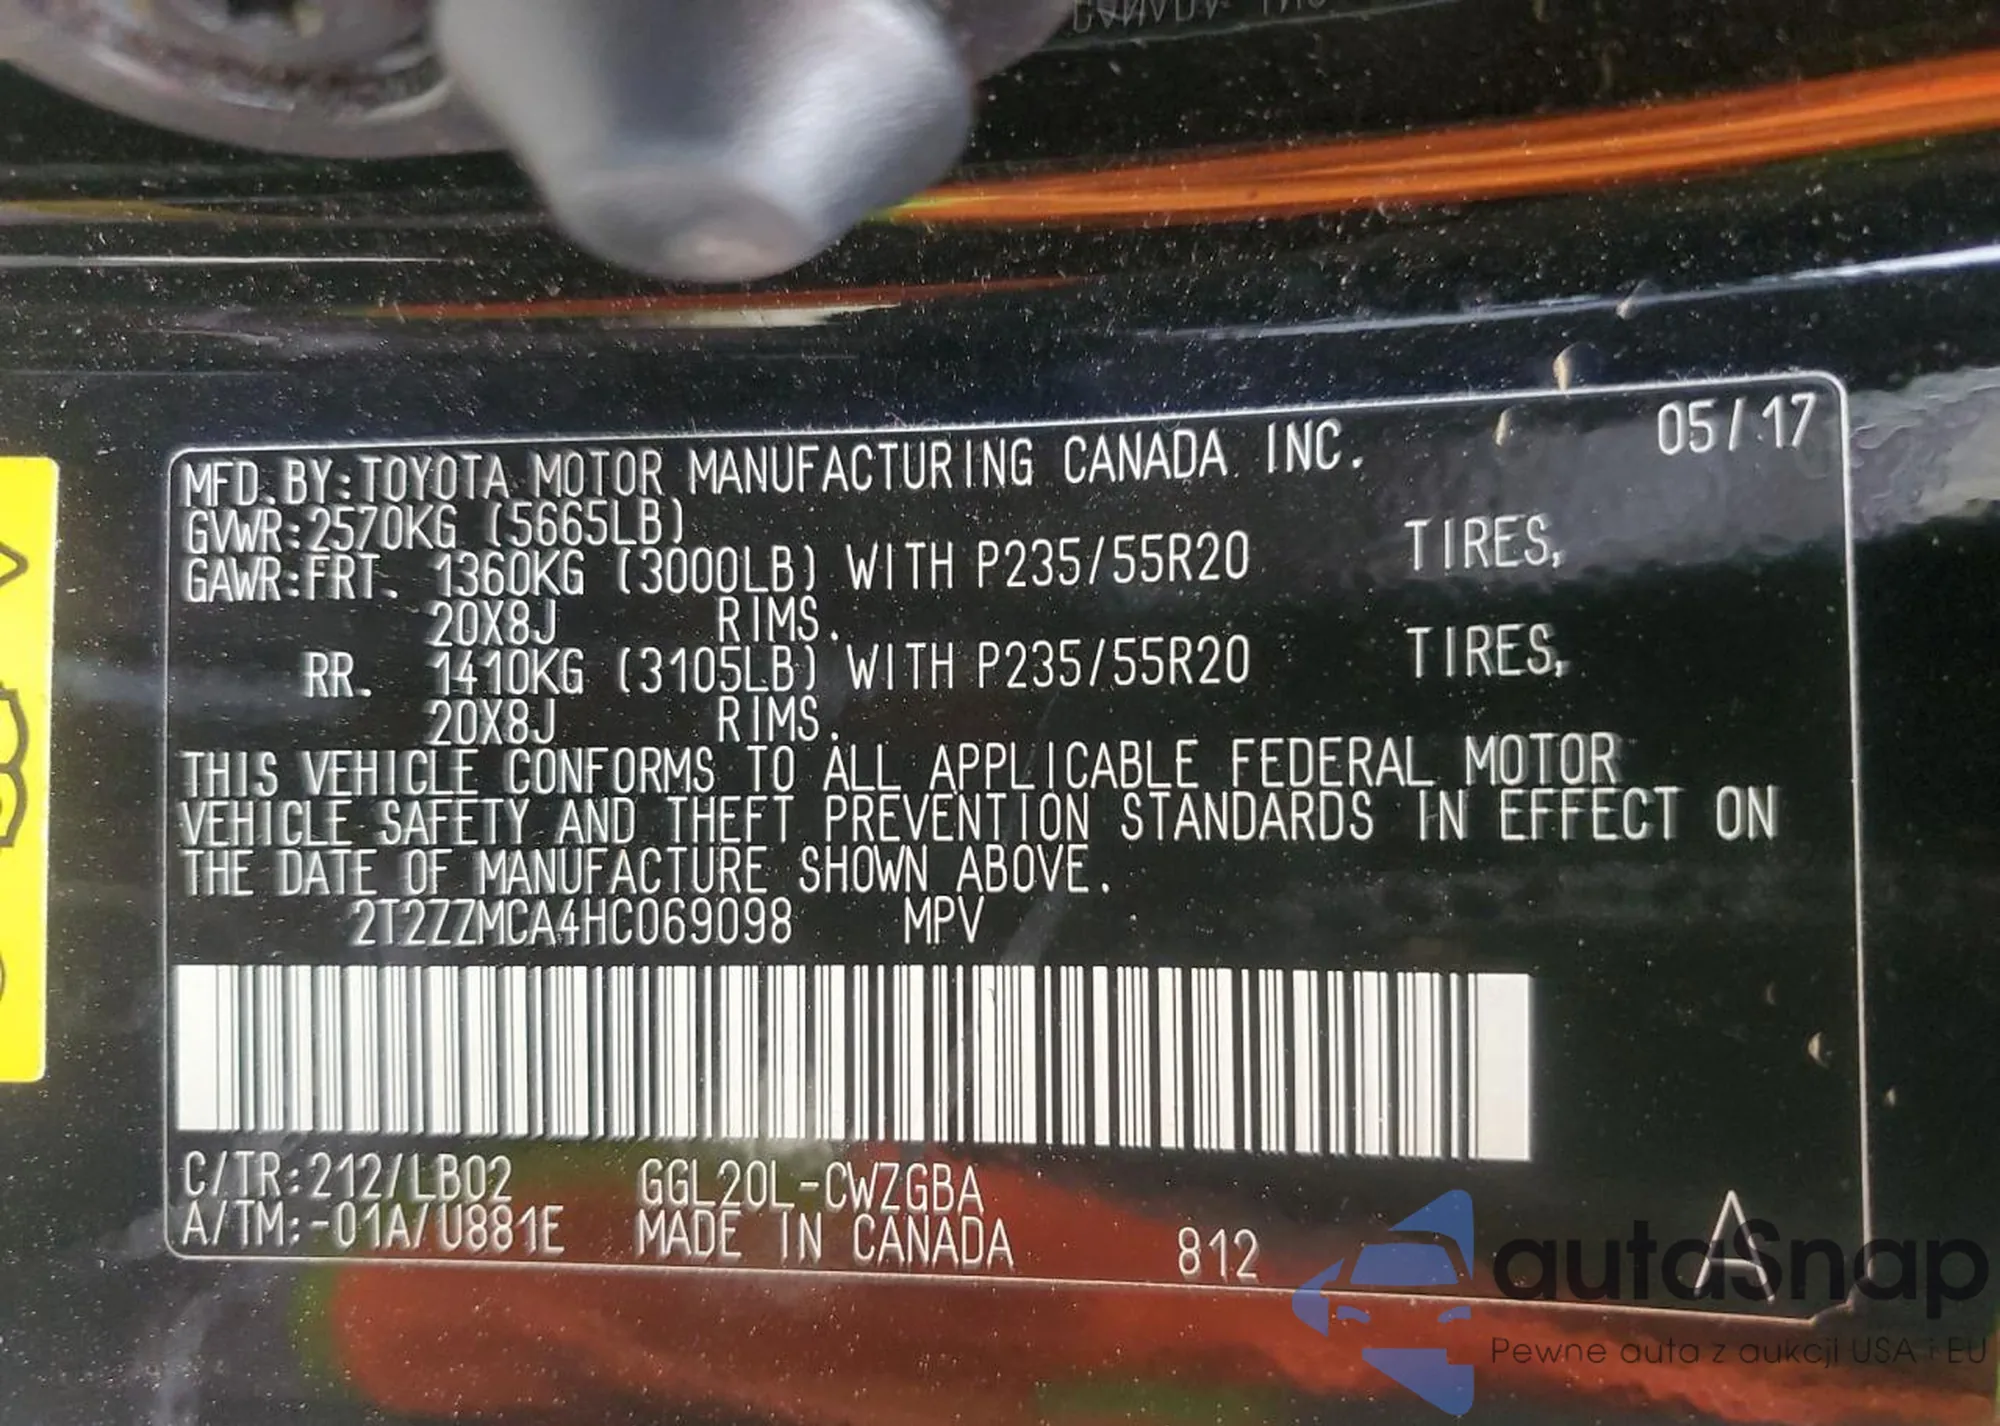 MFD. BY: TOYOTA MOTOR MANUFACTURING CANADA INC. 05/17
GVWR: 2570KG (5665LB)
GAWR: FRT. 1360KG (3000LB) WITH P235/55R20 TIRES,
20X8J RIMS.
RR. 1410KG (3105LB) WITH P235/55R20 TIRES,
20X8J RIMS.
THIS VEHICLE CONFORMS TO ALL APPLICABLE FEDERAL MOTOR
VEHICLE SAFETY AND THEFT PREVENTION STANDARDS IN EFFECT ON
THE DATE OF MANUFACTURE SHOWN ABOVE.
2T2ZZMCA4HC069098 MPV
C/TR: 212/LB02 GGL20L-CWZGBA
A/TM: -01A/U881E MADE IN CANADA 812 A
autoSnap
Pewne auta z aukcji USA i EU